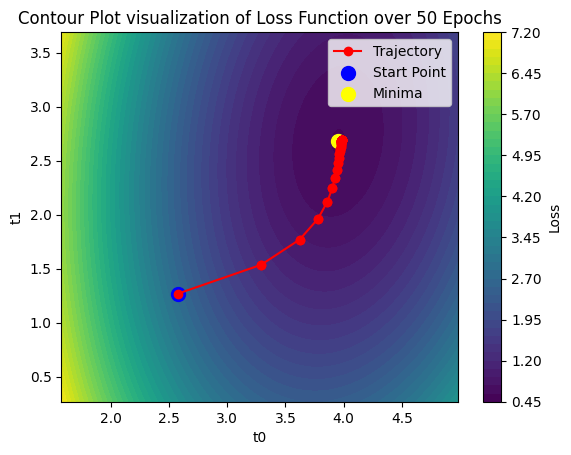 Contour Plot visualization of Loss Function over 50 Epochs
Trajectory
Start Point
Minima
t1
3.5
3.0
2.5
2.0
1.5
1.0
0.5
2.0 2.5 3.0 3.5 4.0 4.5
t0
7.20
6.45
5.70
4.95
4.20
3.45
2.70
1.95
1.20
0.45
Loss